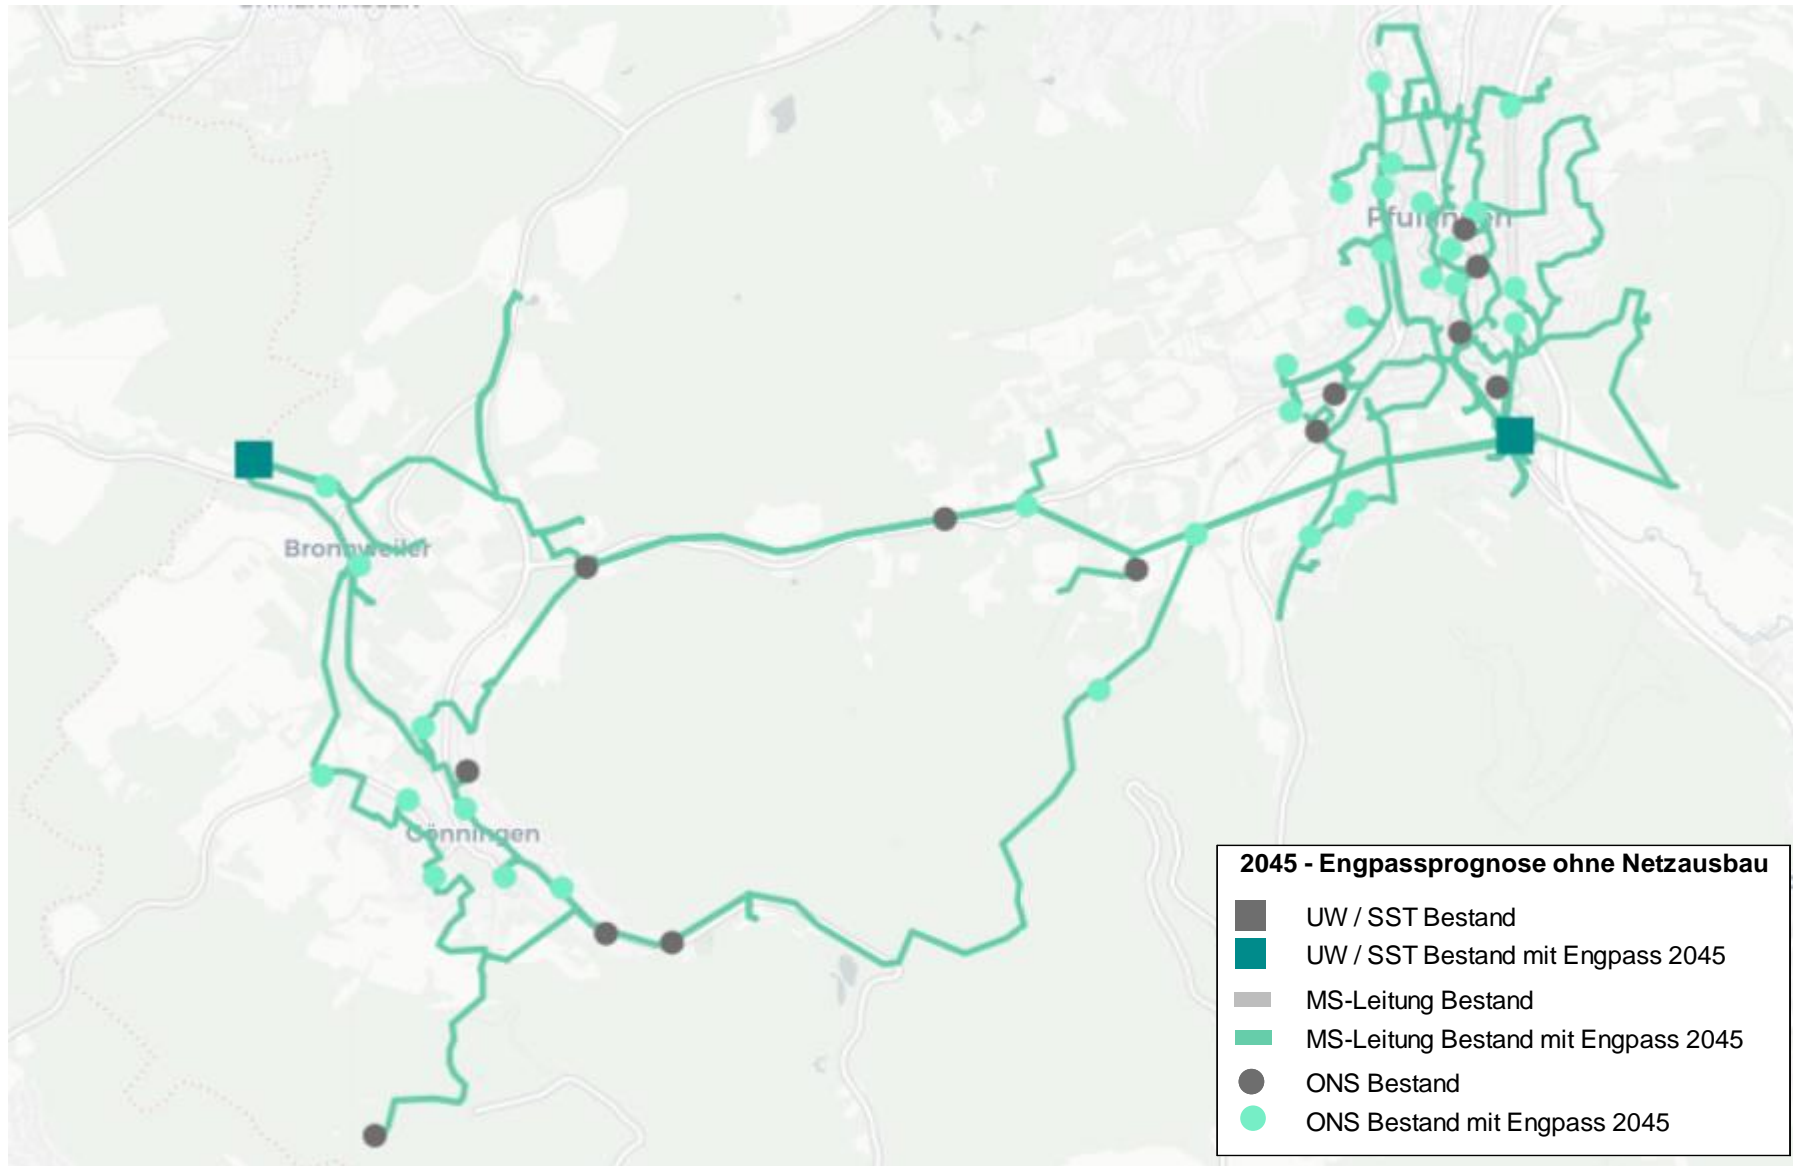 Pfullingen
Bronnweiler
Gönningen
2045 - Engpassprognose ohne Netzausbau
UW / SST Bestand
UW / SST Bestand mit Engpass 2045
MS-Leitung Bestand
MS-Leitung Bestand mit Engpass 2045
ONS Bestand
ONS Bestand mit Engpass 2045